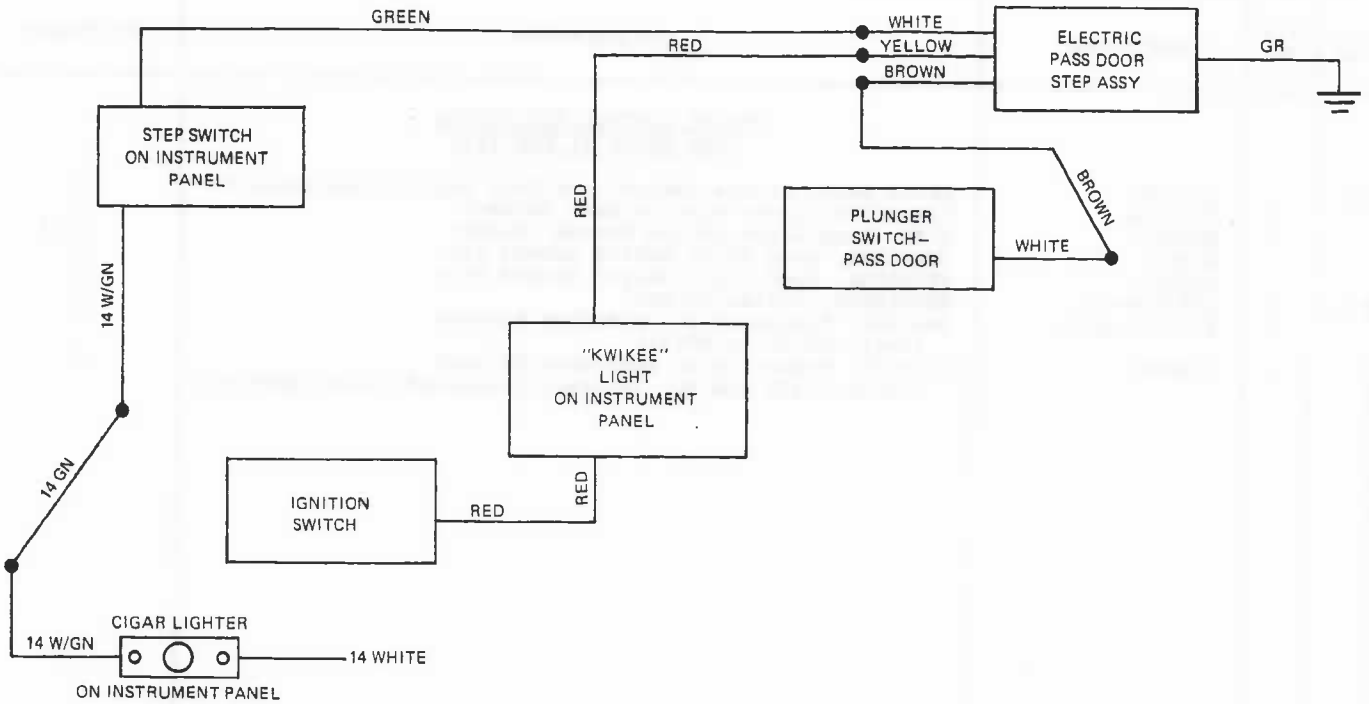 GREEN
WHITE
RED
YELLOW
BROWN
ELECTRIC
PASS DOOR
STEP ASSY
GR
STEP SWITCH
ON INSTRUMENT
PANEL
RED
BROWN
PLUNGER
SWITCH–
PASS DOOR
WHITE
14 W/GN
"KWIKEE"
LIGHT
ON INSTRUMENT
PANEL
14 GN
IGNITION
SWITCH
RED
RED
CIGAR LIGHTER
14 W/GN
14 WHITE
ON INSTRUMENT PANEL